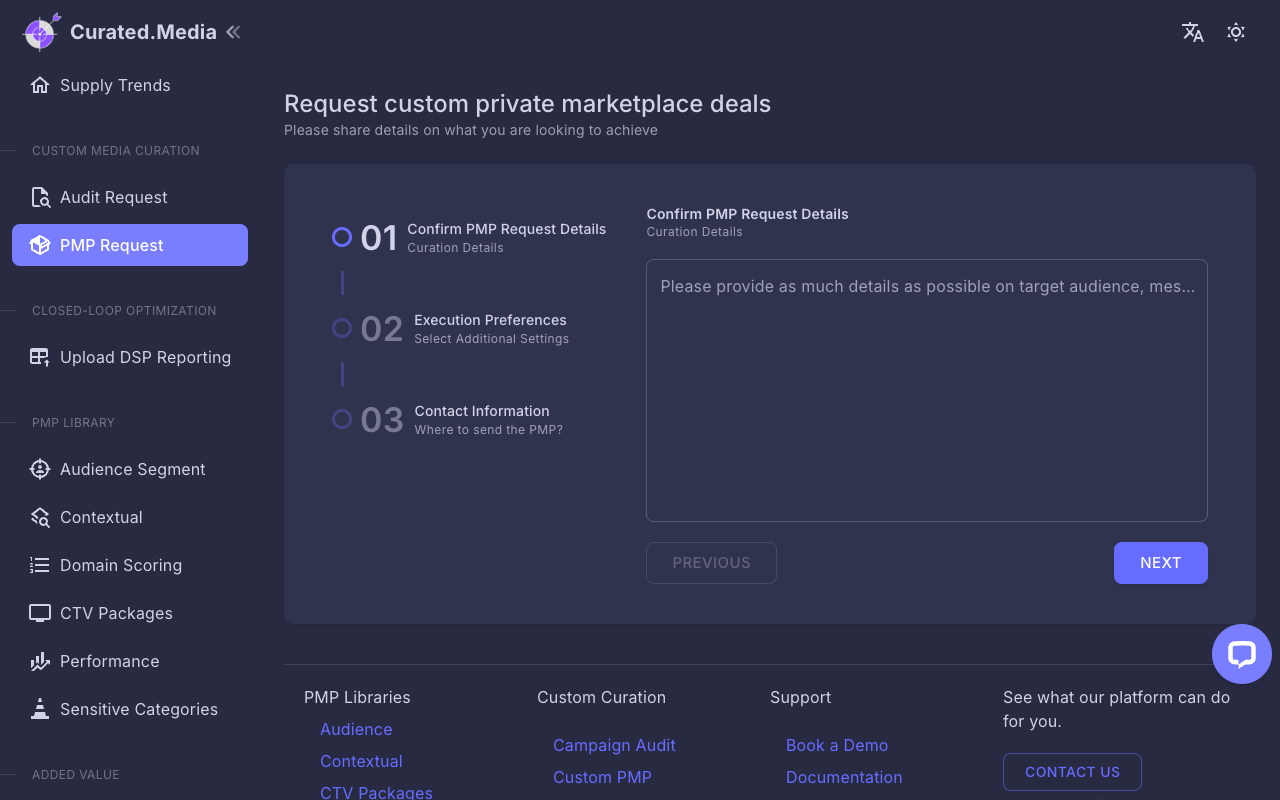 Curated.Media
Supply Trends
CUSTOM MEDIA CURATION
Audit Request
PMP Request
CLOSED-LOOP OPTIMIZATION
Upload DSP Reporting
PMP LIBRARY
Audience Segment
Contextual
Domain Scoring
CTV Packages
Performance
Sensitive Categories
ADDED VALUE
Request custom private marketplace deals
Please share details on what you are looking to achieve
01
Confirm PMP Request Details
Curation Details
02
Execution Preferences
Select Additional Settings
03
Contact Information
Where to send the PMP?
Confirm PMP Request Details
Curation Details
Please provide as much details as possible on target audience, mes...
PREVIOUS
NEXT
PMP Libraries
Audience
Contextual
CTV Packages
Custom Curation
Campaign Audit
Custom PMP
Support
Book a Demo
Documentation
See what our platform can do
for you.
CONTACT US